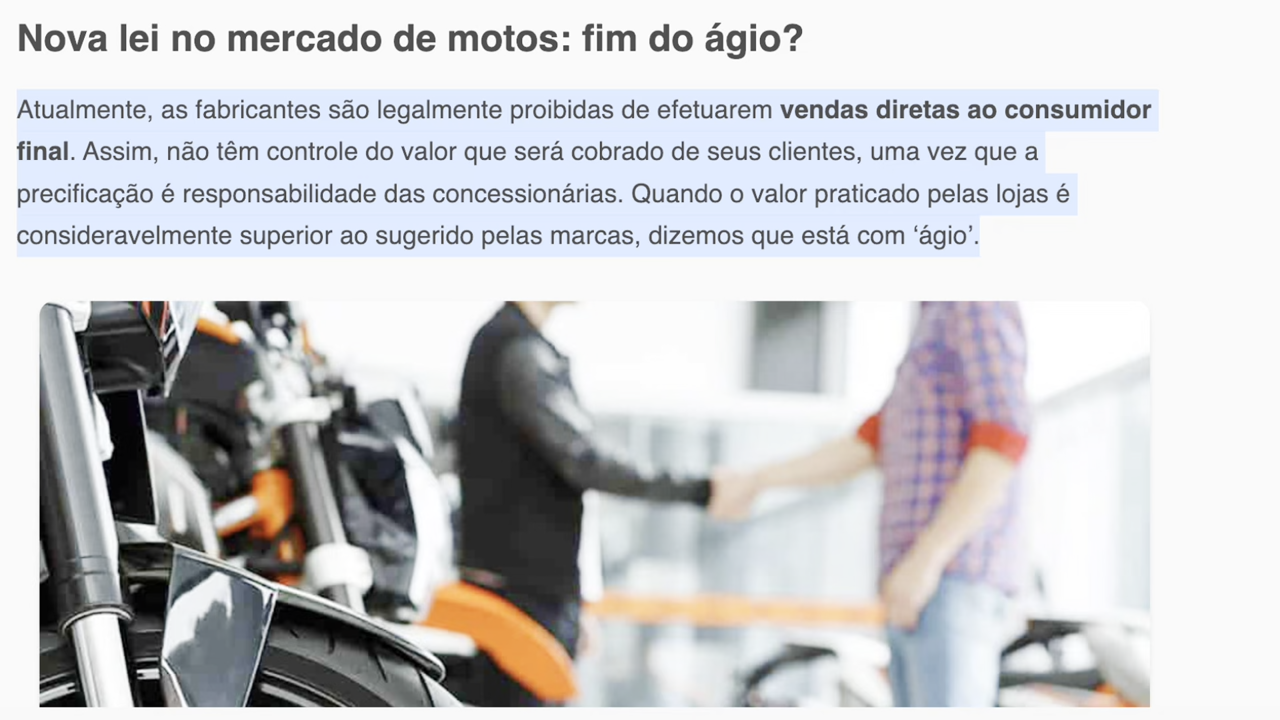 Nova lei no mercado de motos: fim do ágio?
Atualmente, as fabricantes são legalmente proibidas de efetuarem vendas diretas ao consumidor
final. Assim, não têm controle do valor que será cobrado de seus clientes, uma vez que a
precificação é responsabilidade das concessionárias. Quando o valor praticado pelas lojas é
consideravelmente superior ao sugerido pelas marcas, dizemos que está com ‘ágio’.